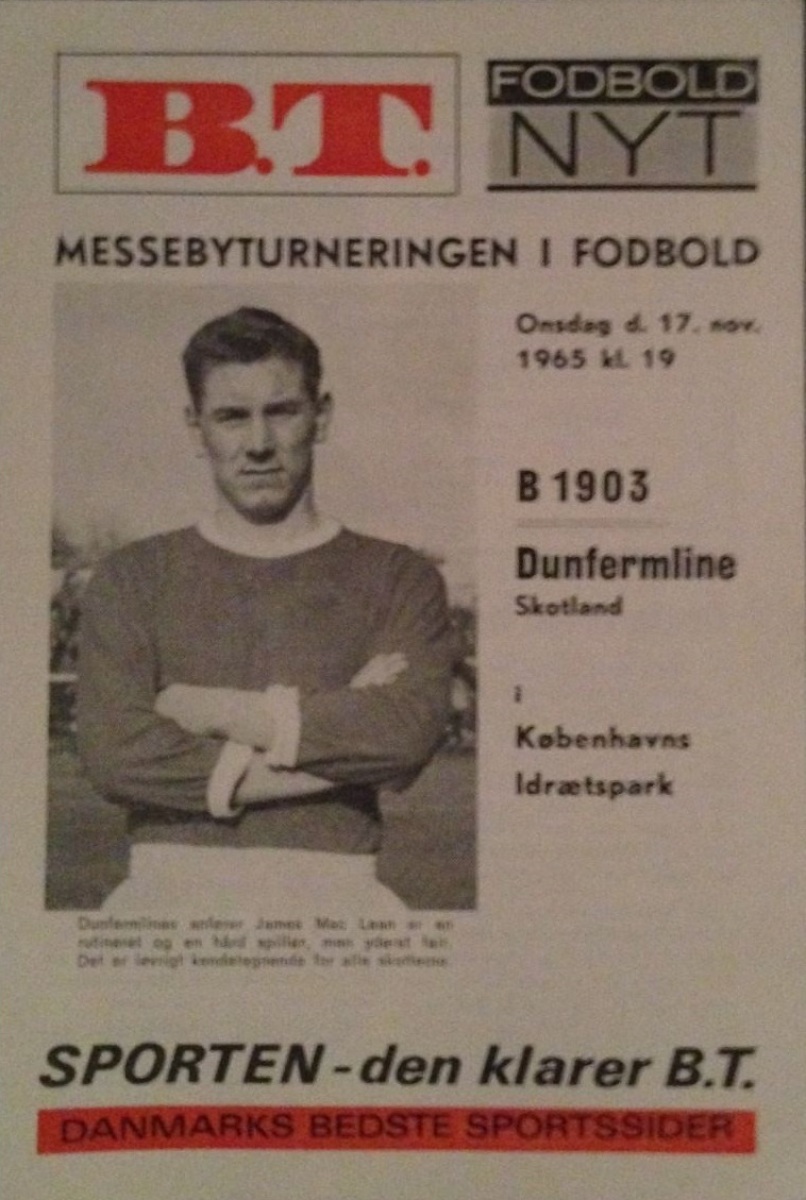 B.T.
FODBOLD
NYT
MESSEBYTURNERINGEN I FODBOLD
Onsdag d. 17. nov.
1965 kl. 19
B 1903
Dunfermline
Skotland
i
Københavns
Idrætspark
Dunfermlines anfører James Mac Lean er en
rutineret og en hård spiller, men yderst fair.
Det er iøvrigt kendetegnende for alle skotterne.
SPORTEN - den klarer B.T.
DANMARKS BEDSTE SPORTSSIDER